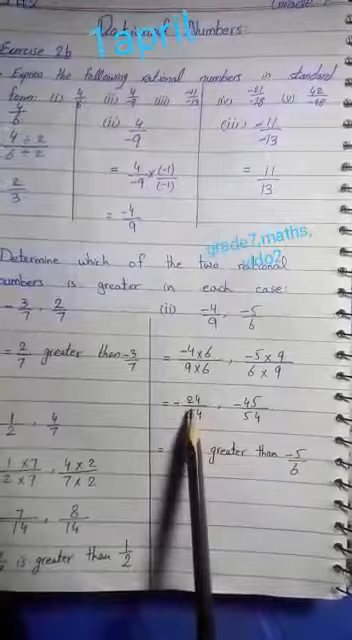 Rational Numbers:
1april
Exercise 2b
Express the following rational numbers in standard
form: (i) 4/6 (ii) 4/-9 (iii) -11/-13 (iv) -21/-28 (v) 42/-48
4/6
4 ÷ 2 / 6 ÷ 2
2/3
(ii) 4/-9
= 4/-9 × (-1)/(-1)
= -4/9
(iii) -11/-13
= 11/13
grade7,maths,
vido2
Determine which of the two rational
numbers is greater in each case:
-3/7 , 2/7
= 2/7 greater than -3/7
1/2 , 4/7
1×7/2×7 , 4×2/7×2
7/14 , 8/14
is greater than 1/2
(ii) -4/9 , -5/6
= -4×6/9×6 , -5×9/6×9
= -24/54 , -45/54
= greater than -5/6